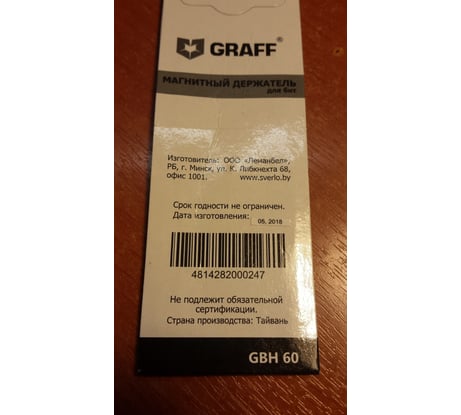 GRAFF®
МАГНИТНЫЙ ДЕРЖАТЕЛЬ
для бит
Изготовитель: ООО «Леманбел»,
РБ, г. Минск, ул. К. Либкнехта 68,
офис 1001. www.sverlo.by
Срок годности не ограничен.
Дата изготовления: 05. 2018
4814282000247
Не подлежит обязательной
сертификации.
Страна производства: Тайвань
GBH 60